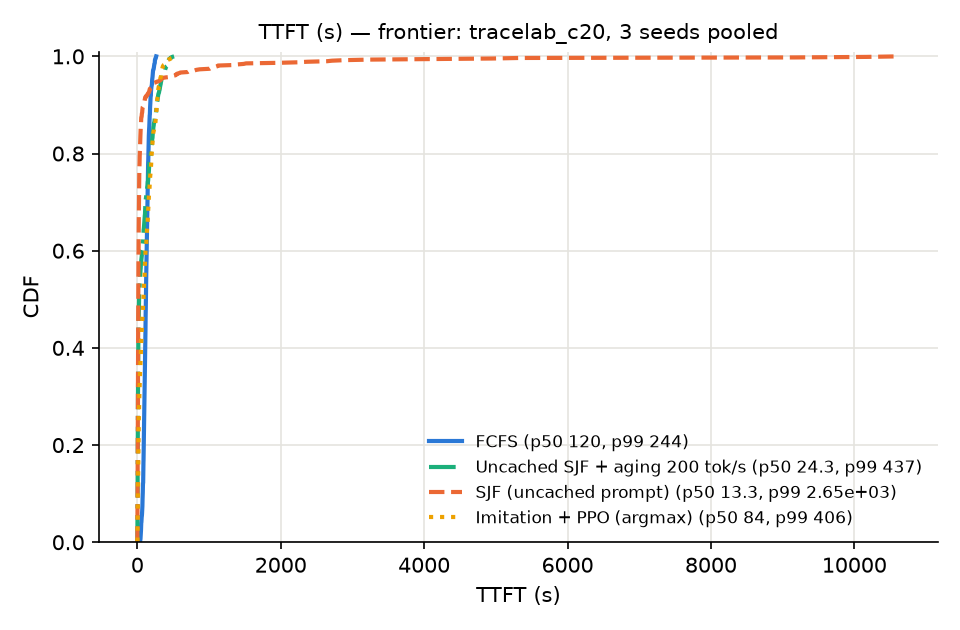 TTFT (s) — frontier: tracelab_c20, 3 seeds pooled
1.0
0.8
0.6
0.4
0.2
0.0
CDF
FCFS (p50 120, p99 244)
Uncached SJF + aging 200 tok/s (p50 24.3, p99 437)
SJF (uncached prompt) (p50 13.3, p99 2.65e+03)
Imitation + PPO (argmax) (p50 84, p99 406)
0 2000 4000 6000 8000 10000
TTFT (s)